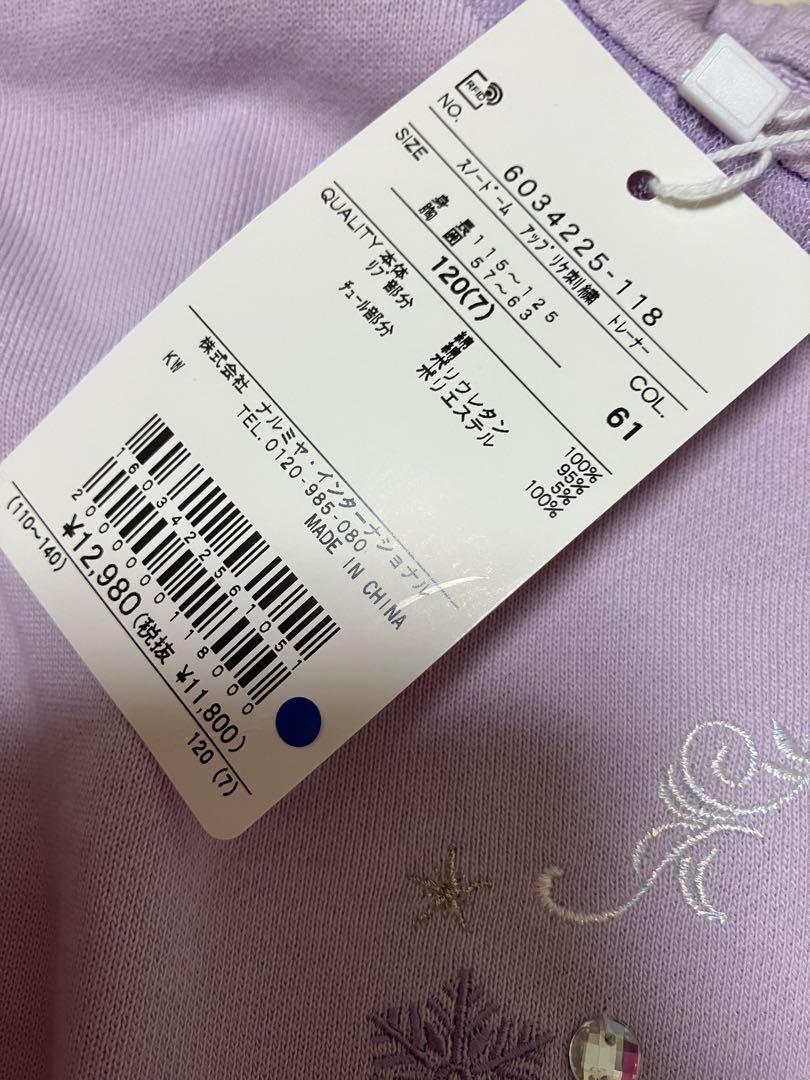 RFID
NO. 6034225-118
スノードーム アップリケ刺繍 トレーナー
SIZE COL.
身長 115~125
胸囲 57~63
120(7) 61
QUALITY 本体 綿 100%
リブ部分 綿 95%
ポリウレタン 5%
チュール部分 ポリエステル 100%
株式会社 ナルミヤ・インターナショナル
TEL.0120-985-080
KW MADE IN CHINA
1603422561051
2000000118000
¥12,980(税抜 ¥11,800)
(110~140) 120 (7)